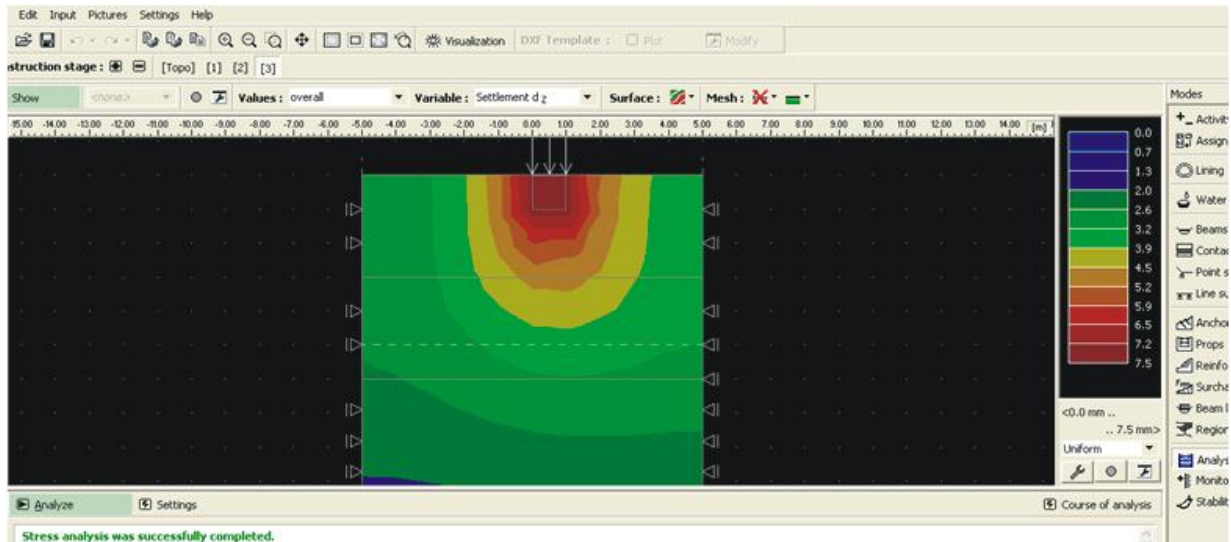 Edit Input Pictures Settings Help
Visualization DXF Template : Plot Modify
struction stage : [Topo] [1] [2] [3]
Show <none> Values : overall Variable : Settlement d z Surface : Mesh :
Modes
-15.00 -14.00 -13.00 -12.00 -11.00 -10.00 -9.00 -8.00 -7.00 -6.00 -5.00 -4.00 -3.00 -2.00 -1.00 0.00 1.00 2.00 3.00 4.00 5.00 6.00 7.00 8.00 9.00 10.00 11.00 12.00 13.00 14.00 [m]
0.0
0.7
1.3
2.0
2.6
3.2
3.9
4.5
5.2
5.9
6.5
7.2
7.5
<0.0 mm ..
.. 7.5 mm>
Uniform
Activit
Assign
Lining
Water
Beams
Contac
Point s
Line su
Anchor
Props
Reinfo
Surcha
Beam l
Region
Analys
Monito
Stabilit
Analyze Settings Course of analysis
Stress analysis was successfully completed.